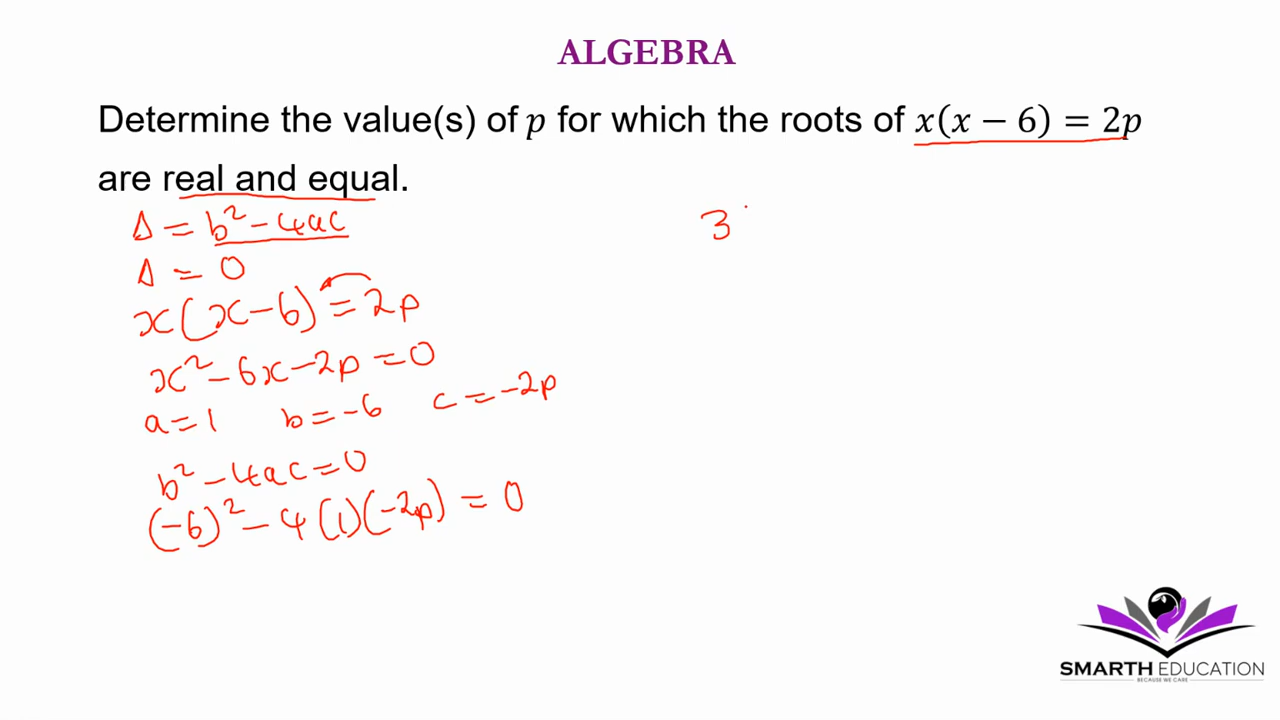 ALGEBRA
Determine the value(s) of p for which the roots of x(x − 6) = 2p
are real and equal.
Δ = b² - 4ac
Δ = 0
x(x-6) = 2p
x² - 6x - 2p = 0
a = 1 b = -6 c = -2p
b² - 4ac = 0
(-6)² - 4(1)(-2p) = 0
3
SMARTH EDUCATION
BECAUSE WE CARE